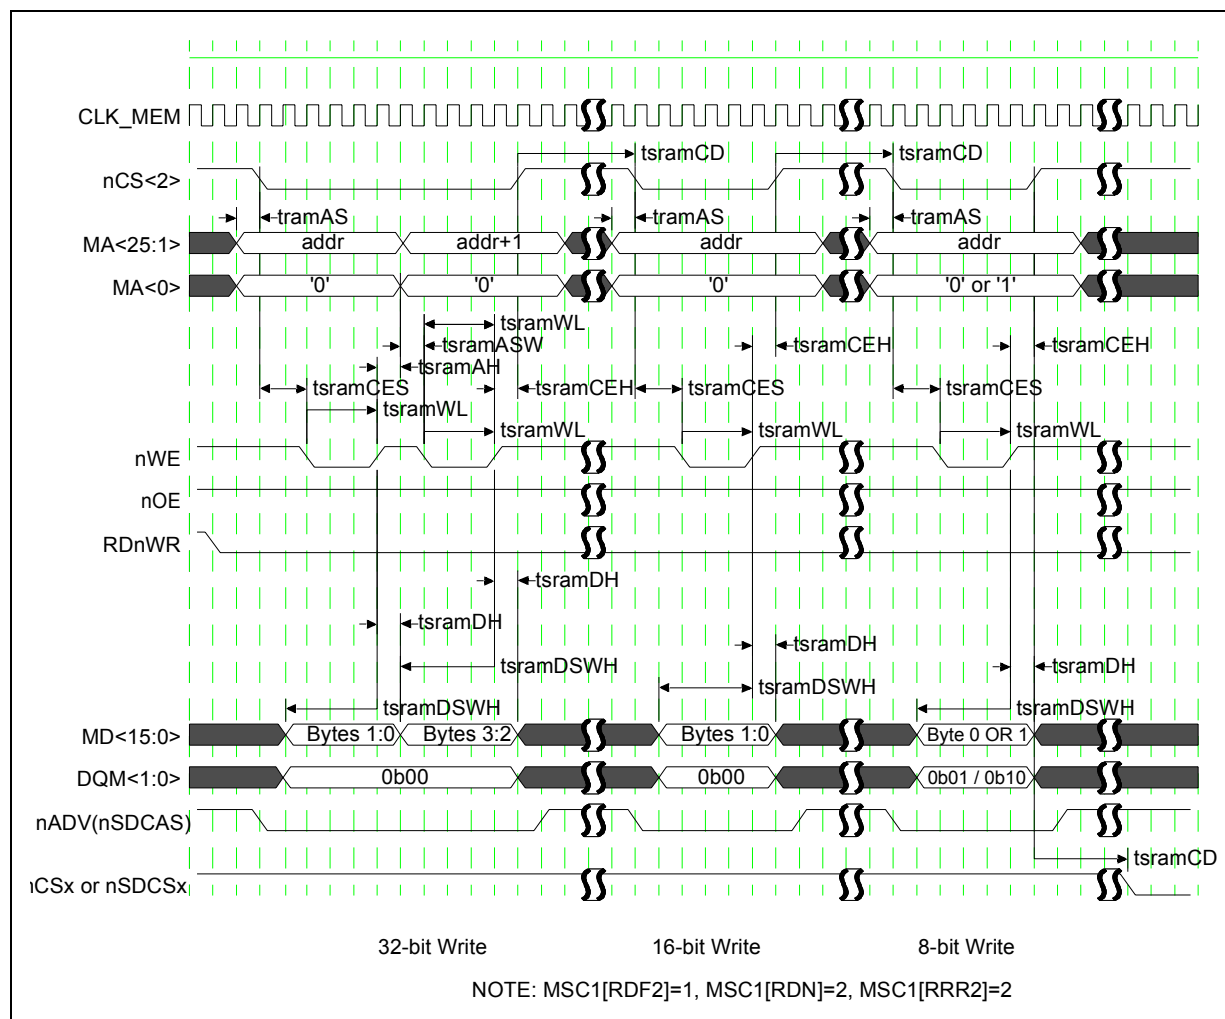 CLK_MEM
tsramCD tsramCD
nCS<2>
tramAS tsramAS tsramAS
MA<25:1> addr addr+1 addr addr
MA<0> '0' '0' '0' '0' or '1'
tsramWL
tsramASW tsramCEH tsramCEH
tsramAH
tsramCES tsramCEH tsramCES tsramCES
tsramWL
tsramWL tsramWL tsramWL
nWE
nOE
RDnWR
tsramDH
tsramDH
tsramDH
tsramDSWH tsramDH
tsramDSWH
tsramDSWH tsramDSWH
MD<15:0> Bytes 1:0 Bytes 3:2 Bytes 1:0 Byte 0 OR 1
DQM<1:0> 0b00 0b00 0b01 / 0b10
nADV(nSDCAS)
tsramCD
CSx or nSDCSx
32-bit Write 16-bit Write 8-bit Write
NOTE: MSC1[RDF2]=1, MSC1[RDN]=2, MSC1[RRR2]=2